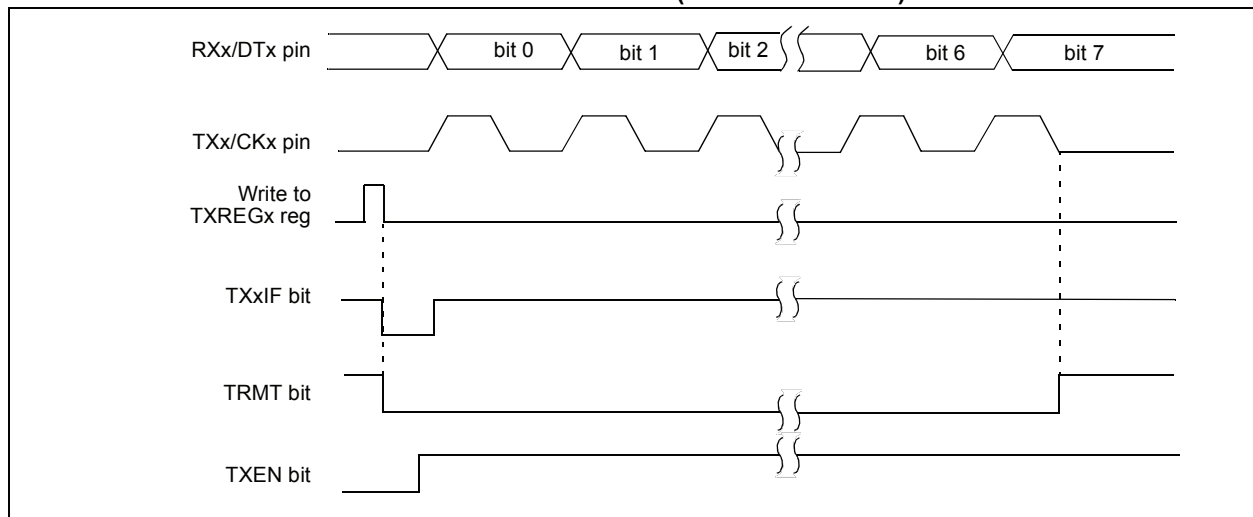 RXx/DTx pin
bit 0
bit 1
bit 2
bit 6
bit 7
TXx/CKx pin
Write to
TXREGx reg
TXxIF bit
TRMT bit
TXEN bit